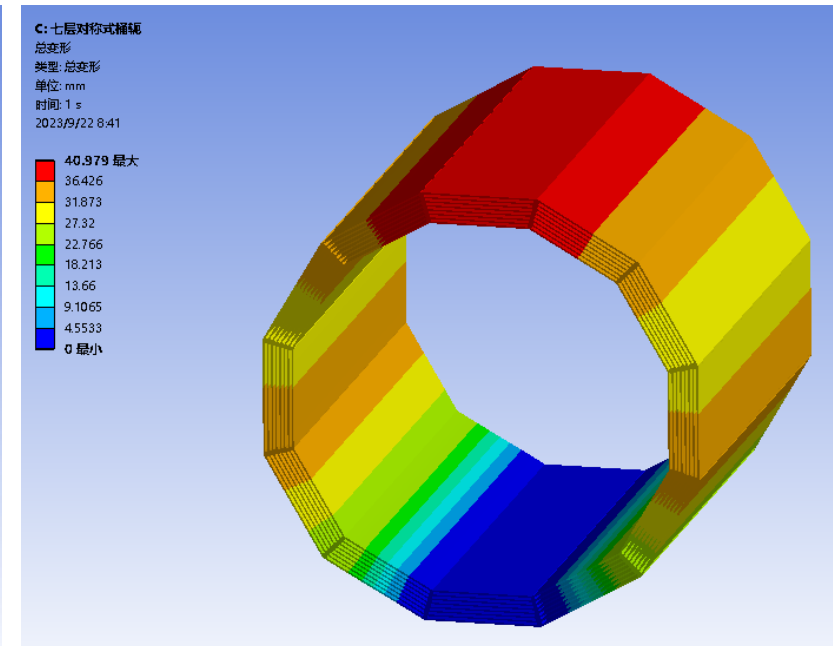 C: 七层对称式桶轭
总变形
类型: 总变形
单位: mm
时间: 1 s
2023/9/22 8:41
40.979 最大
36.426
31.873
27.32
22.766
18.213
13.66
9.1065
4.5533
0 最小